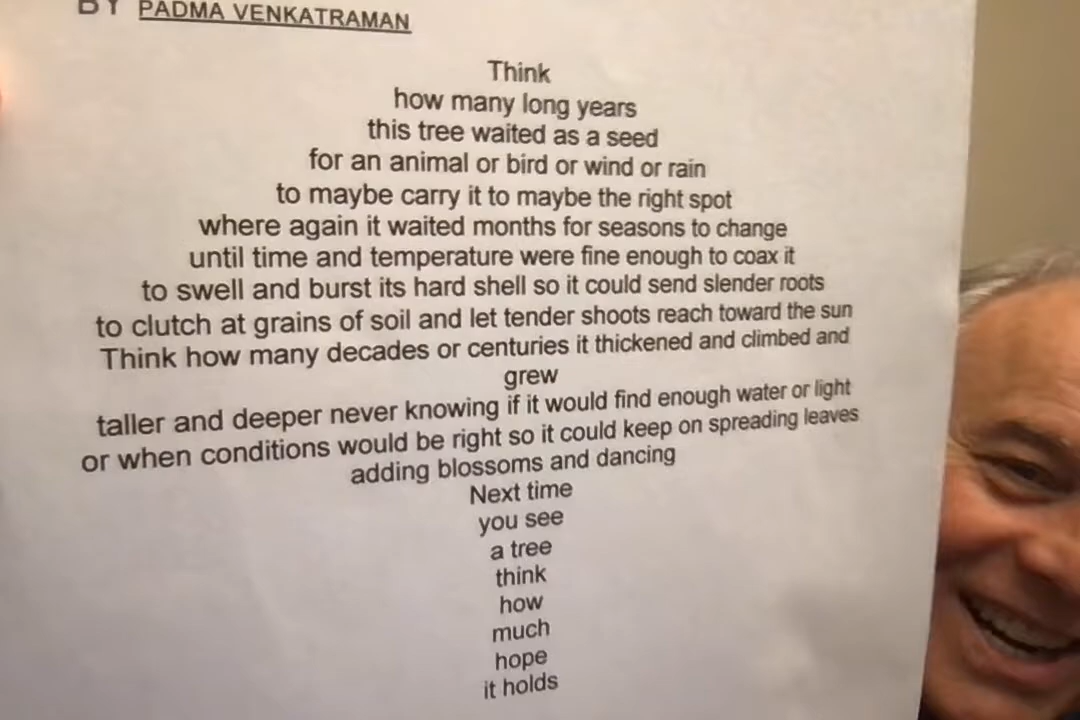 BY PADMA VENKATRAMAN
Think
how many long years
this tree waited as a seed
for an animal or bird or wind or rain
to maybe carry it to maybe the right spot
where again it waited months for seasons to change
until time and temperature were fine enough to coax it
to swell and burst its hard shell so it could send slender roots
to clutch at grains of soil and let tender shoots reach toward the sun
Think how many decades or centuries it thickened and climbed and
grew
taller and deeper never knowing if it would find enough water or light
or when conditions would be right so it could keep on spreading leaves
adding blossoms and dancing
Next time
you see
a tree
think
how
much
hope
it holds